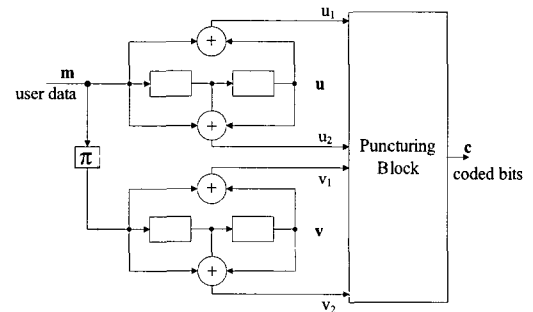 u1
m
user data
u
u2
π
v1
Puncturing
Block
c
coded bits
v
v2
+
+
+
+